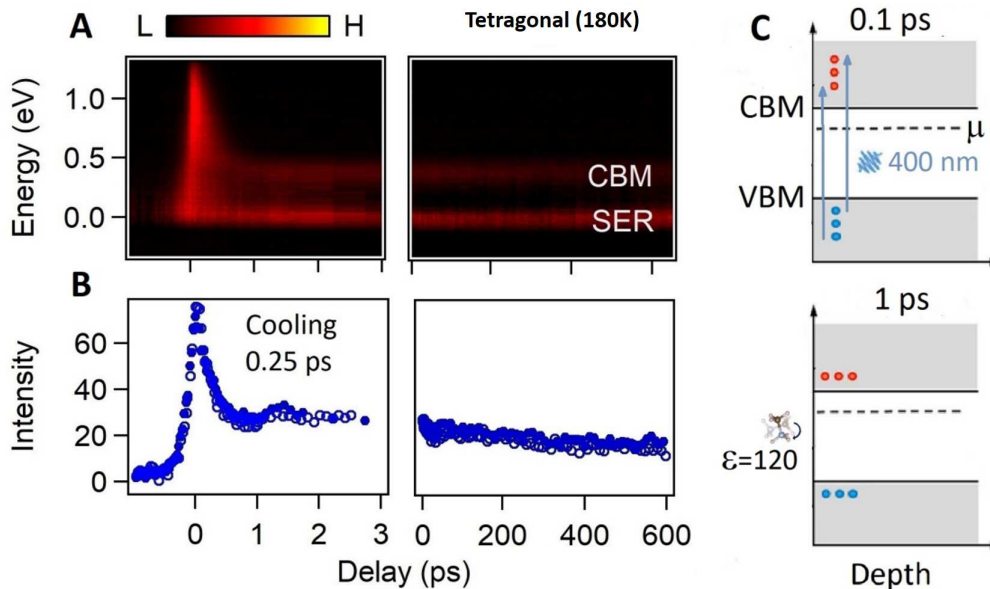 A
L H
Tetragonal (180K)
Energy (eV)
1.0
0.5
0.0
CBM
SER
B
Intensity
60
40
20
0
Cooling
0.25 ps
0 1 2 3
0 200 400 600
Delay (ps)
C
0.1 ps
CBM
μ
400 nm
VBM
1 ps
ε=120
Depth